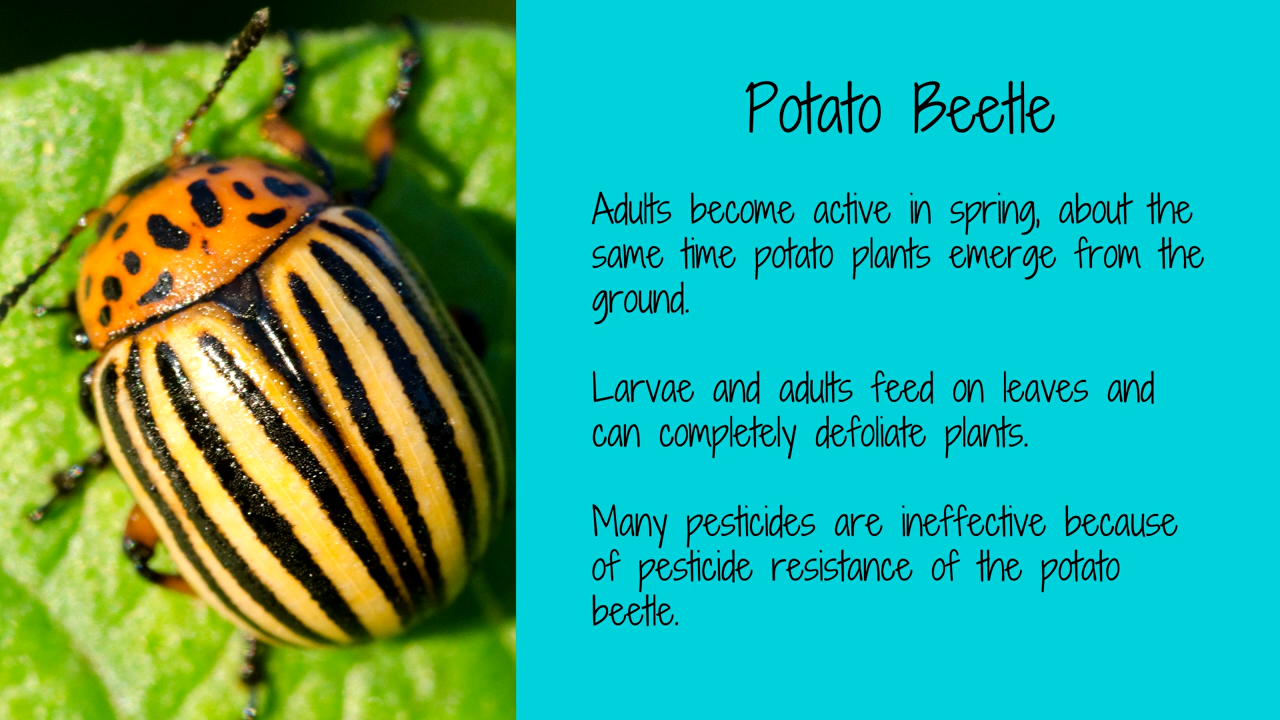 Potato Beetle
Adults become active in spring, about the
same time potato plants emerge from the
ground.
Larvae and adults feed on leaves and
can completely defoliate plants.
Many pesticides are ineffective because
of pesticide resistance of the potato
beetle.